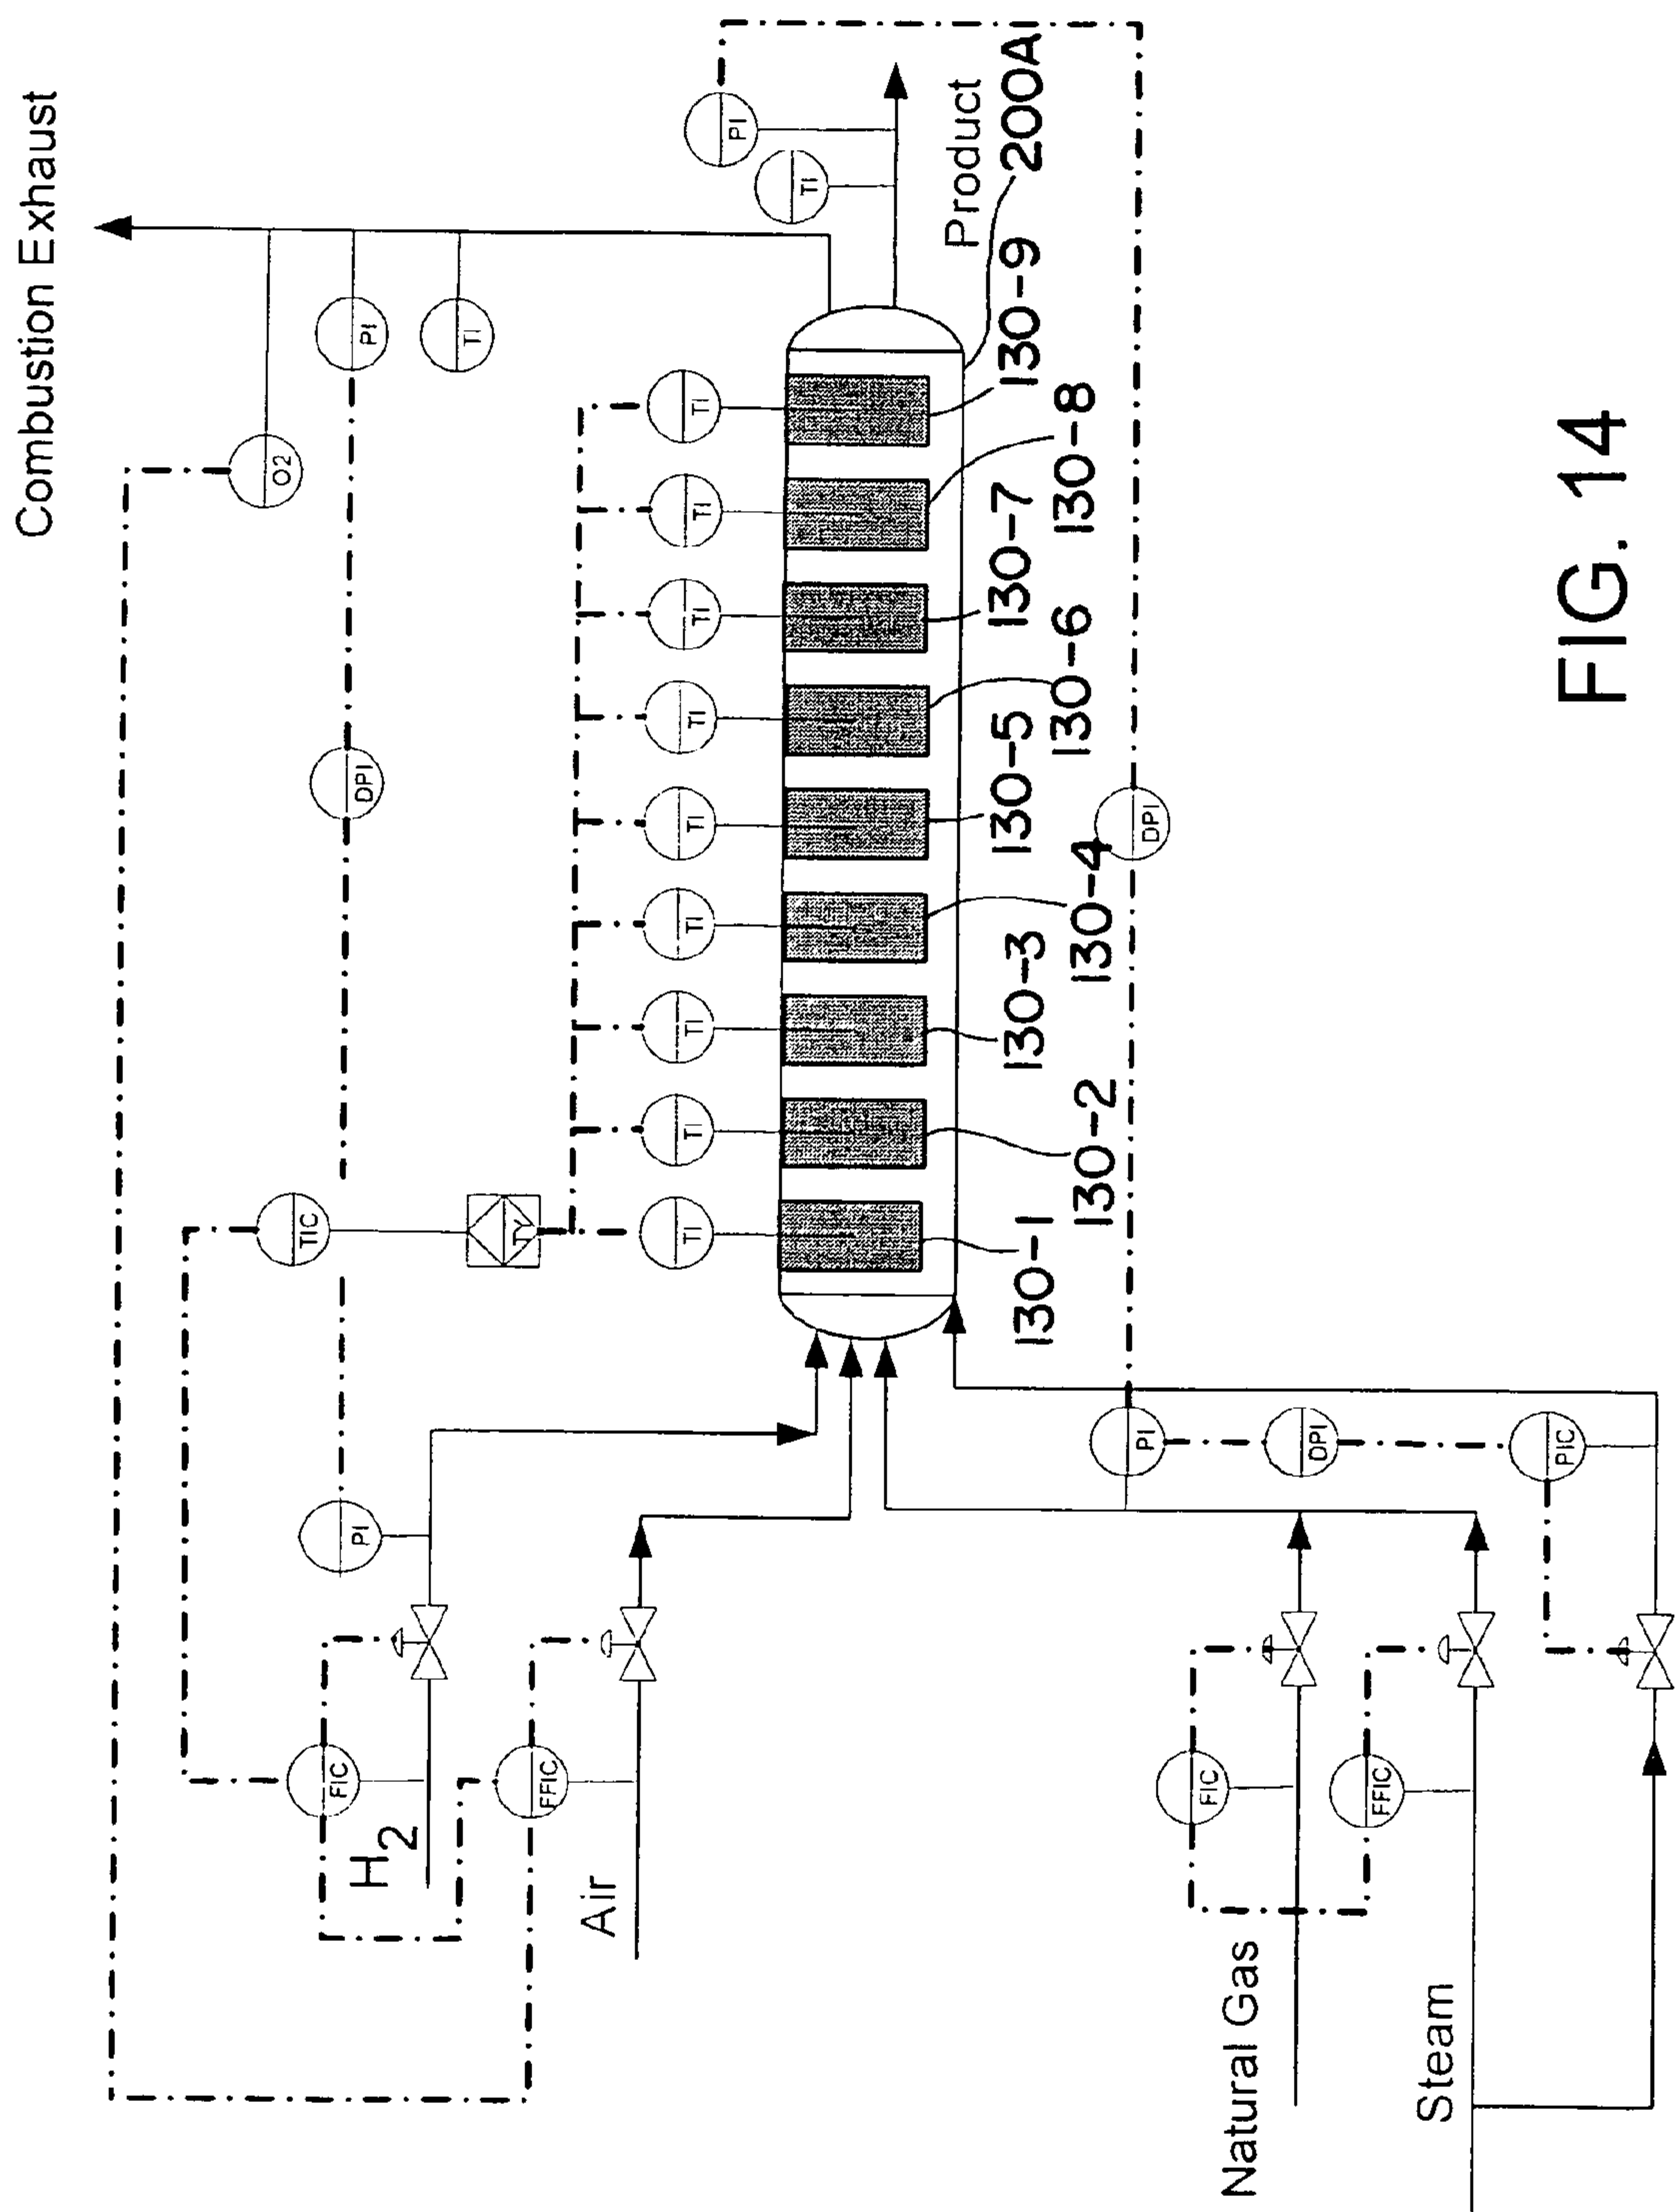 Combustion Exhaust
O2
TIC
FIC
PI
DPI
PI
H2
TI
TY
FFIC
Air
TI
TI
TI
TI
TI
TI
TI
TI
TI
PI
TI
Product
130-1
130-3
130-5
130-7
130-9
200A
130-2
130-4
130-6
130-8
PI
DPI
FIC
Natural Gas
DPI
FFIC
Steam
PIC
FIG. 14